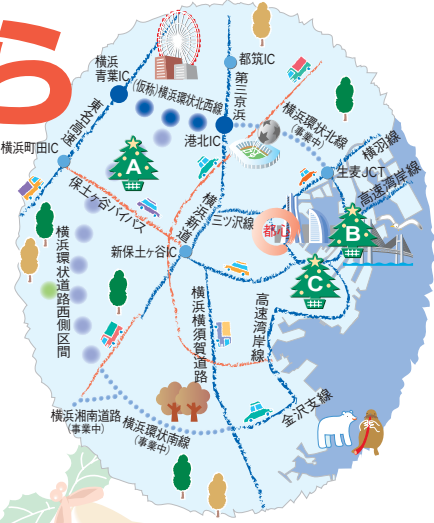 ら
横浜
青葉IC
都筑IC
(仮称)横浜環状北西線
第三京浜
東名高速
横浜環状北線
(事業中)
横羽線
港北IC
横浜町田IC
生麦JCT
高速湾岸線
A
保土ヶ谷バイパス
横浜新道
三ツ沢線
都心
B
横浜環状道路西側区間
新保土ヶ谷IC
C
横浜横須賀道路
高速湾岸線
横浜湘南道路
(事業中)
横浜環状南線
(事業中)
金沢支線